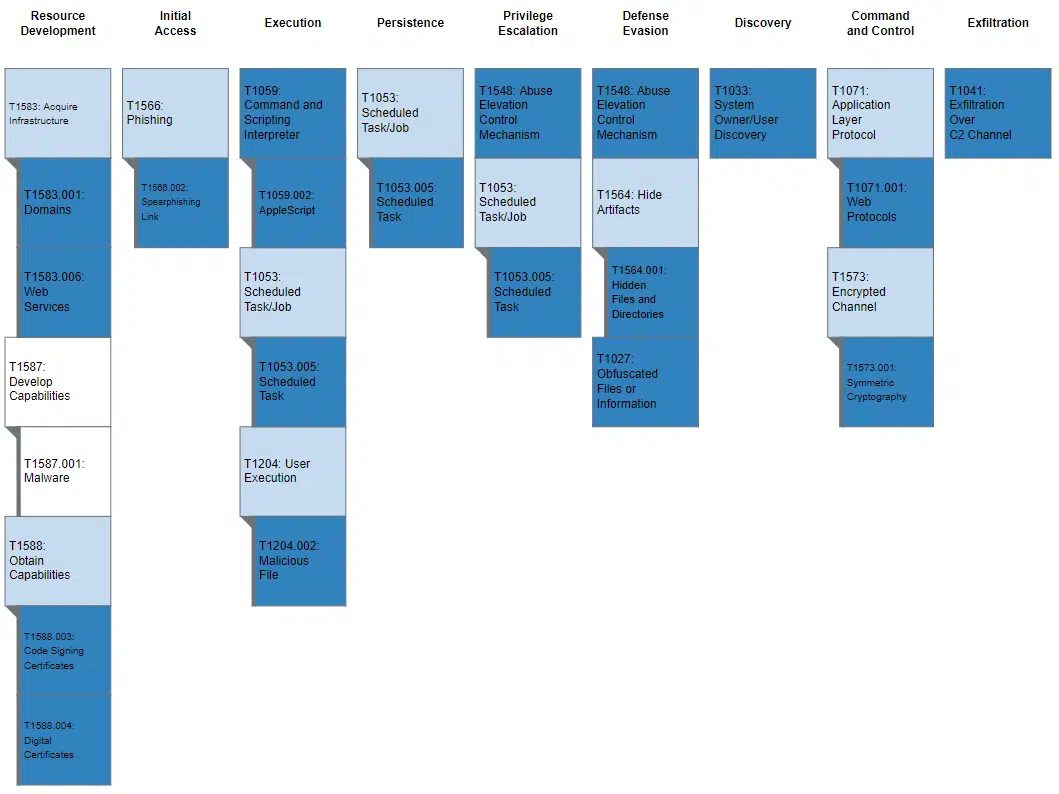 Resource
Development
Initial
Access
Execution
Persistence
Privilege
Escalation
Defense
Evasion
Discovery
Command
and Control
Exfiltration
T1583: Acquire
Infrastructure
T1583.001:
Domains
T1583.006:
Web
Services
T1587:
Develop
Capabilities
T1587.001:
Malware
T1588:
Obtain
Capabilities
T1588.003:
Code Signing
Certificates
T1588.004:
Digital
Certificates
T1566:
Phishing
T1566.002:
Spearphishing
Link
T1059:
Command and
Scripting
Interpreter
T1059.002:
AppleScript
T1053:
Scheduled
Task/Job
T1053.005:
Scheduled
Task
T1204: User
Execution
T1204.002:
Malicious
File
T1053:
Scheduled
Task/Job
T1053.005:
Scheduled
Task
T1548: Abuse
Elevation
Control
Mechanism
T1053:
Scheduled
Task/Job
T1053.005:
Scheduled
Task
T1548: Abuse
Elevation
Control
Mechanism
T1564: Hide
Artifacts
T1564.001:
Hidden
Files and
Directories
T1027:
Obfuscated
Files or
Information
T1033:
System
Owner/User
Discovery
T1071:
Application
Layer
Protocol
T1071.001:
Web
Protocols
T1573:
Encrypted
Channel
T1573.001:
Symmetric
Cryptography
T1041:
Exfiltration
Over
C2 Channel